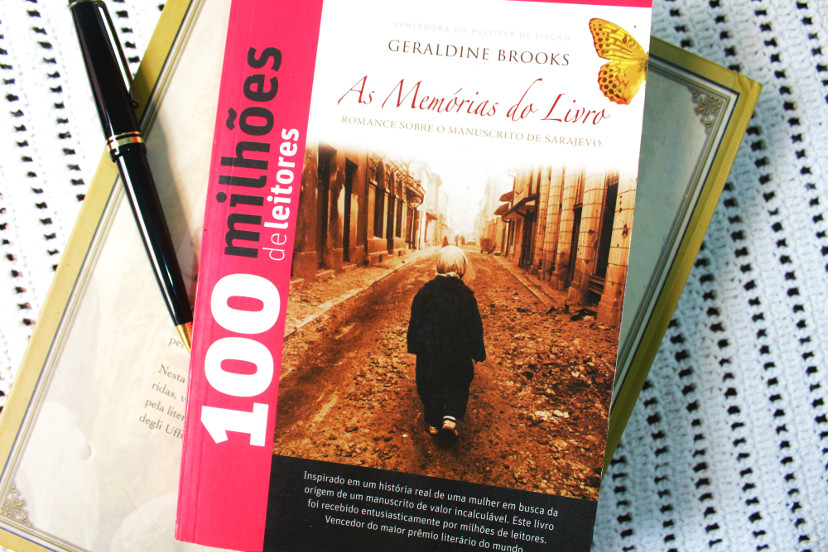 VENCEDORA DO PULITZER DE FICÇÃO
GERALDINE BROOKS
As Memórias do Livro
ROMANCE SOBRE O MANUSCRITO DE SARAJEVO
100 milhões
de leitores
Inspirado em um história real de uma mulher em busca da
origem de um manuscrito de valor incalculável. Este livro
foi recebido entusiasticamente por milhões de leitores.
Vencedor do maior prêmio literário do mundo
Nesta
ridas, v
pela liter
degli Uffi